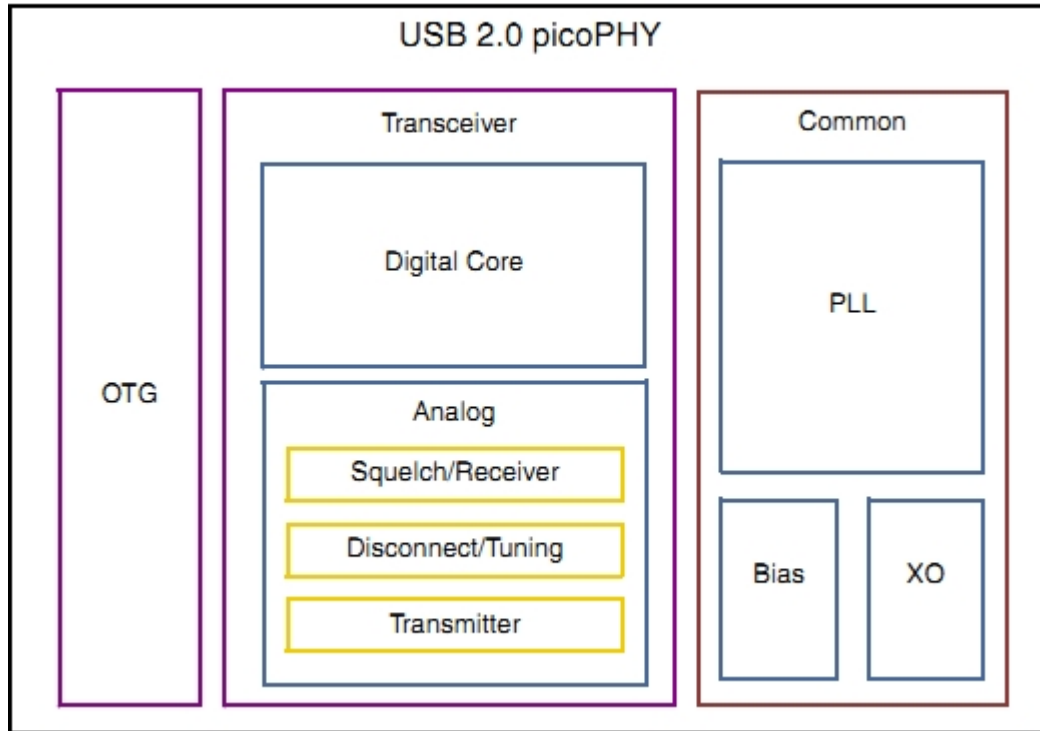 USB 2.0 picoPHY
OTG
Transceiver
Digital Core
Analog
Squelch/Receiver
Disconnect/Tuning
Transmitter
Common
PLL
Bias
XO